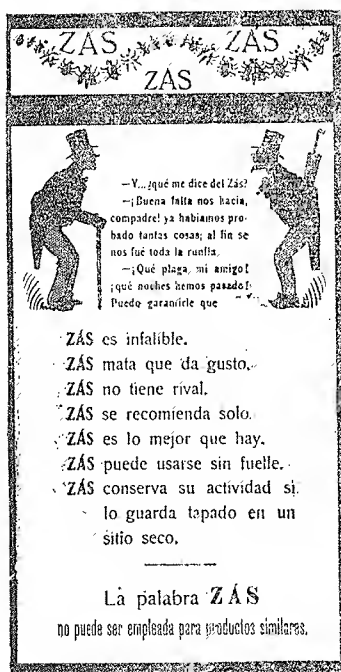 ZÁS ZÁS
ZÁS
—Y... ¿qué me dice del Zás?
—¡Buena falta nos hacía,
compadre! ya habíamos pro-
bado tantas cosas; al fin se
nos fué toda la runfla.
—¡Qué plaga, mi amigo!
¡qué noches hemos pasado!
Puedo garantirle que
ZÁS es infalible.
ZÁS mata que da gusto.
ZÁS no tiene rival.
ZÁS se recomienda solo.
ZÁS es lo mejor que hay.
ZÁS puede usarse sin fuelle.
ZÁS conserva su actividad si
lo guarda tapado en un
sitio seco.
La palabra ZÁS
no puede ser empleada para productos similares.